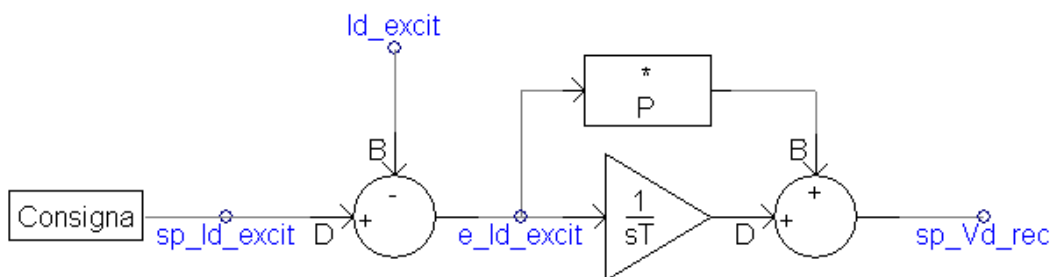 Id_excit
*
P
B
B
-
+
Consigna
+
1
sT
+
sp_Id_excit
D
e_Id_excit
D
sp_Vd_rec